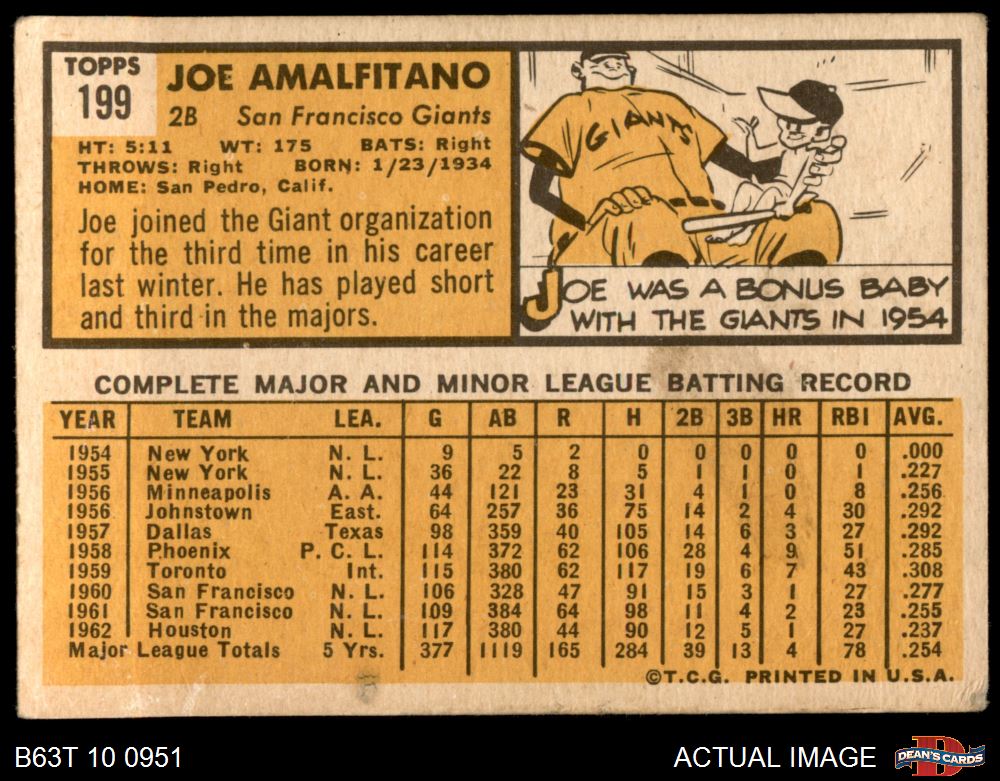 TOPPS
199
JOE AMALFITANO
2B San Francisco Giants
HT: 5:11 WT: 175 BATS: Right
THROWS: Right BORN: 1/23/1934
HOME: San Pedro, Calif.
Joe joined the Giant organization
for the third time in his career
last winter. He has played short
and third in the majors.
GIANTS
JOE WAS A BONUS BABY
WITH THE GIANTS IN 1954
COMPLETE MAJOR AND MINOR LEAGUE BATTING RECORD
YEAR TEAM LEA. G AB R H 2B 3B HR RBI AVG.
1954 New York N. L. 9 5 2 0 0 0 0 0 .000
1955 New York N. L. 36 22 8 5 1 1 0 1 .227
1956 Minneapolis A. A. 44 121 23 31 4 1 0 8 .256
1956 Johnstown East. 64 257 36 75 14 2 4 30 .292
1957 Dallas Texas 98 359 40 105 14 6 3 27 .292
1958 Phoenix P. C. L. 114 372 62 106 28 4 9 51 .285
1959 Toronto Int. 115 380 62 117 19 6 7 43 .308
1960 San Francisco N. L. 106 328 47 91 15 3 1 27 .277
1961 San Francisco N. L. 109 384 64 98 11 4 2 23 .255
1962 Houston N. L. 117 380 44 90 12 5 1 27 .237
Major League Totals 5 Yrs. 377 1119 165 284 39 13 4 78 .254
©T.C.G. PRINTED IN U.S.A.
B63T 10 0951
ACTUAL IMAGE
D
DEAN'S CARDS